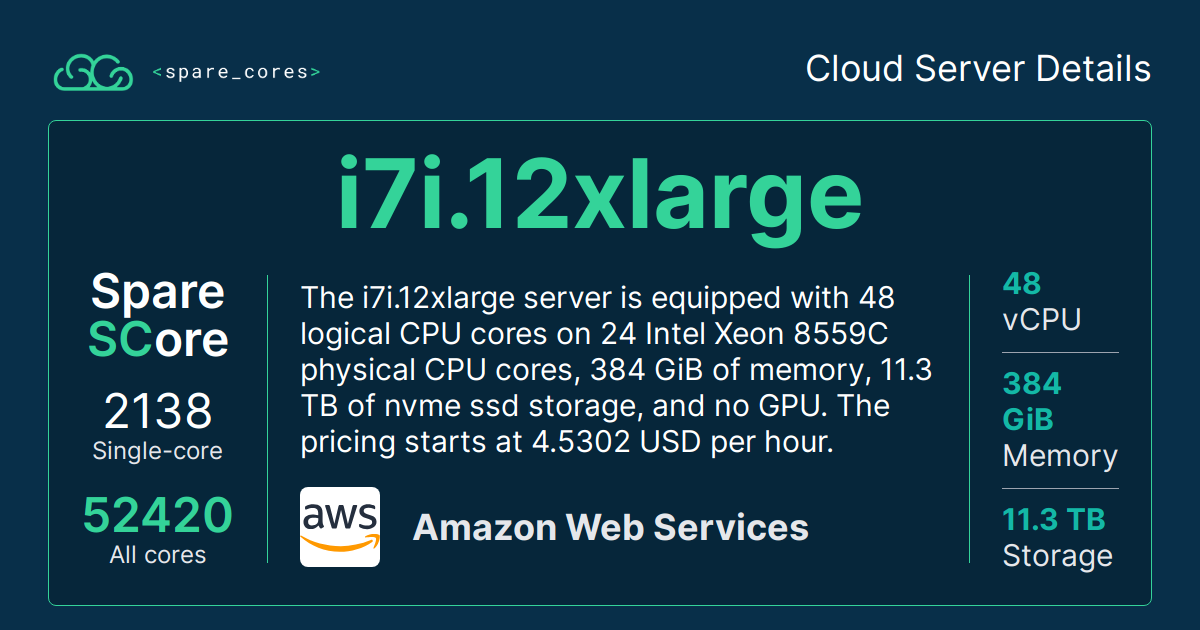 <spare_cores>
Cloud Server Details
i7i.12xlarge
Spare
SCore
2138
Single-core
52420
All cores
The i7i.12xlarge server is equipped with 48
logical CPU cores on 24 Intel Xeon 8559C
physical CPU cores, 384 GiB of memory, 11.3
TB of nvme ssd storage, and no GPU. The
pricing starts at 4.5302 USD per hour.
aws
Amazon Web Services
48
vCPU
384
GiB
Memory
11.3 TB
Storage